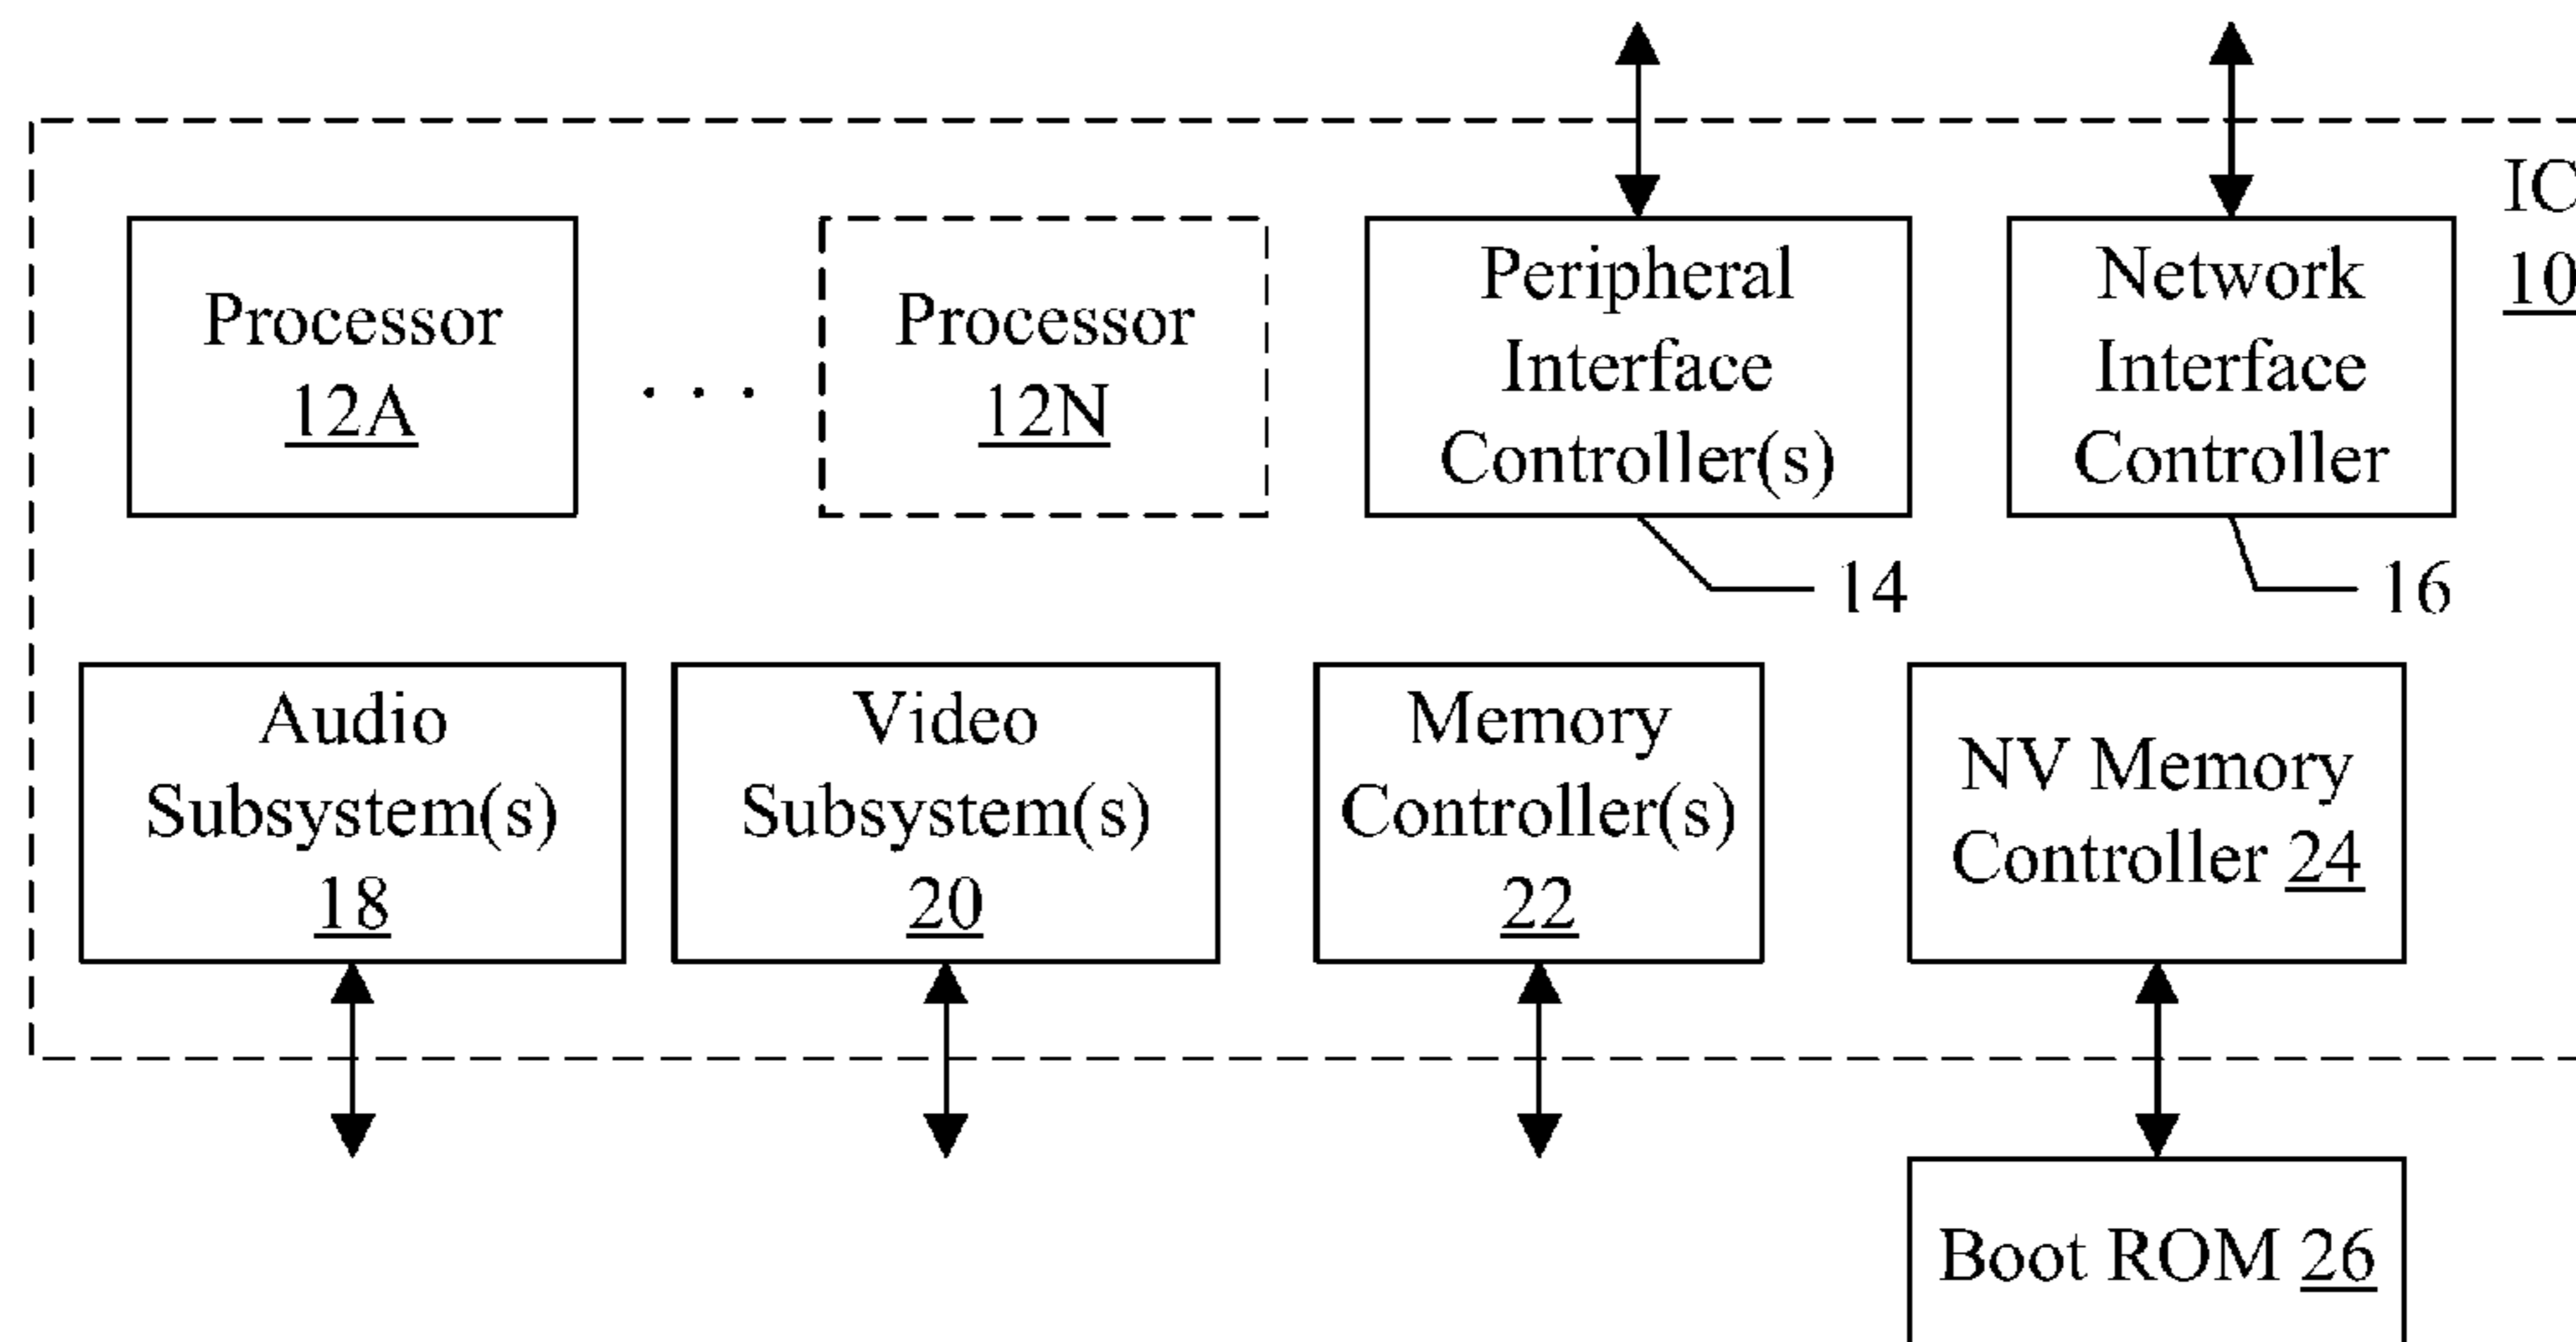 IC
10
Processor
12A
. . .
Processor
12N
Peripheral
Interface
Controller(s)
14
Network
Interface
Controller
16
Audio
Subsystem(s)
18
Video
Subsystem(s)
20
Memory
Controller(s)
22
NV Memory
Controller 24
Boot ROM 26